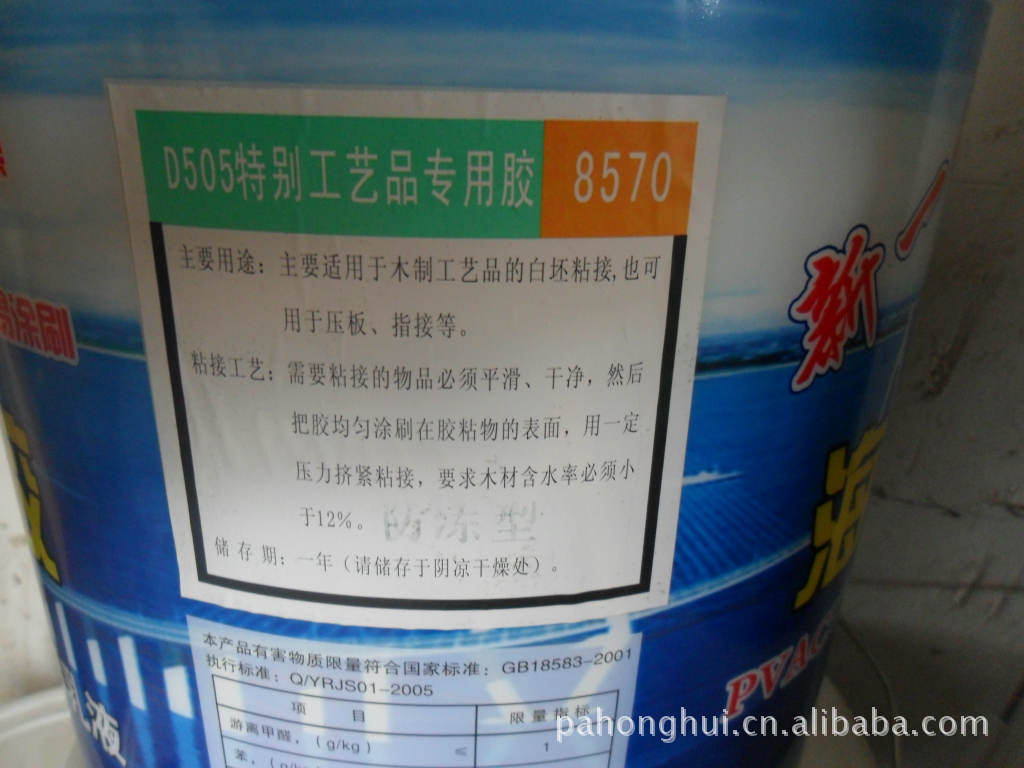 D505特别工艺品专用胶 8570
主要用途：主要适用于木制工艺品的白坯粘接,也可
用于压板、指接等。
粘接工艺：需要粘接的物品必须平滑、干净，然后
把胶均匀涂刷在胶粘物的表面，用一定
压力挤紧粘接，要求木材含水率必须小
于12%。
防冻型
储存期：一年（请储存于阴凉干燥处）。
本产品有害物质限量符合国家标准：GB18583-2001
执行标准：Q/YRJS01-2005
项目 限量指标
游离甲醛，(g/kg) ≤ 1
苯，(g/kg)
易涂刷
乳液
新一
PVAC
pahonghui.cn.alibaba.com